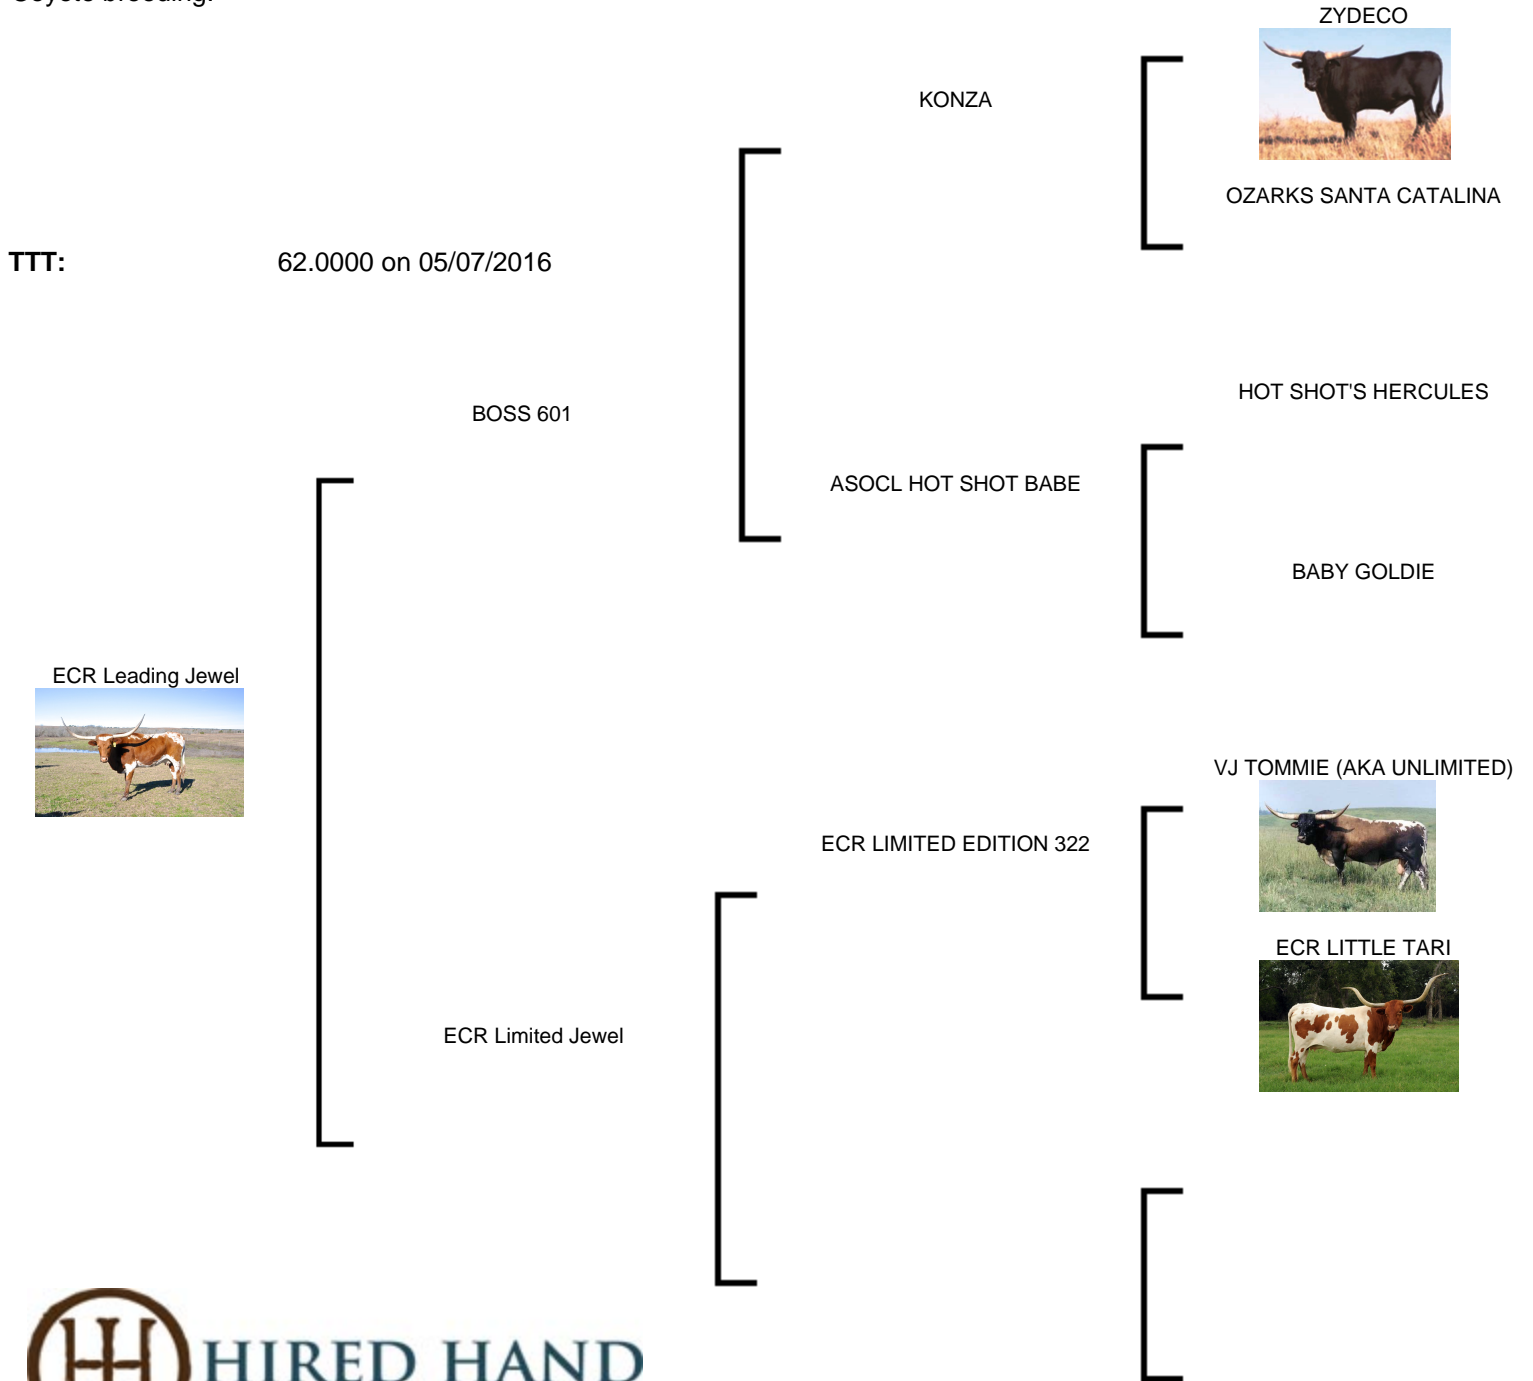 Coyote breeding.
ZYDECO
KONZA
OZARKS SANTA CATALINA
TTT: 62.0000 on 05/07/2016
HOT SHOT'S HERCULES
BOSS 601
ASOCL HOT SHOT BABE
BABY GOLDIE
ECR Leading Jewel
VJ TOMMIE (AKA UNLIMITED)
ECR LIMITED EDITION 322
ECR LITTLE TARI
ECR Limited Jewel
HIRED HAND